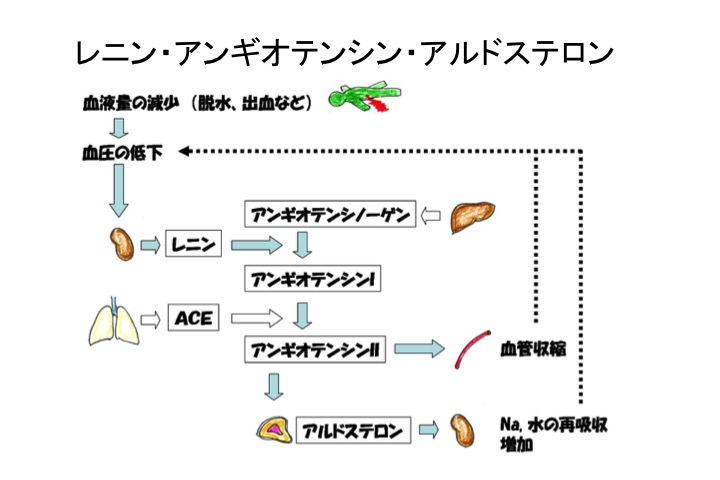 レニン・アンギオテンシン・アルドステロン
血液量の減少（脱水、出血など）
血圧の低下
アンギオテンシノーゲン
レニン
アンギオテンシンI
ACE
アンギオテンシンII
血管収縮
アルドステロン
Na, 水の再吸収
増加